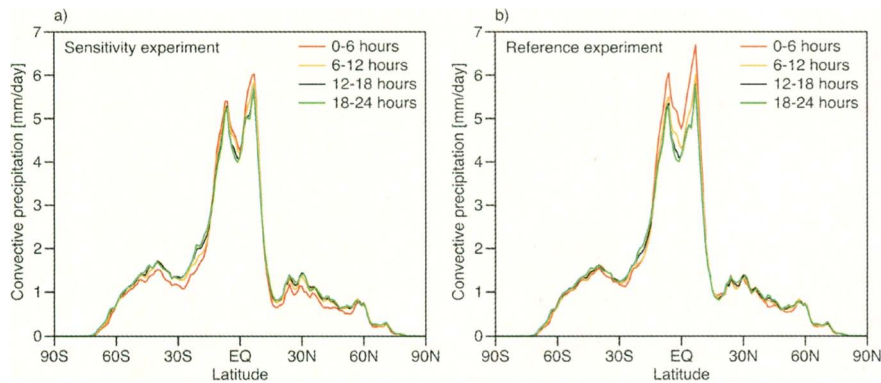 a)
Sensitivity experiment
0-6 hours
6-12 hours
12-18 hours
18-24 hours
Convective precipitation [mm/day]
7
6
5
4
3
2
1
0
90S 60S 30S EQ 30N 60N 90N
Latitude
b)
Reference experiment
0-6 hours
6-12 hours
12-18 hours
18-24 hours
Convective precipitation [mm/day]
7
6
5
4
3
2
1
0
90S 60S 30S EQ 30N 60N 90N
Latitude